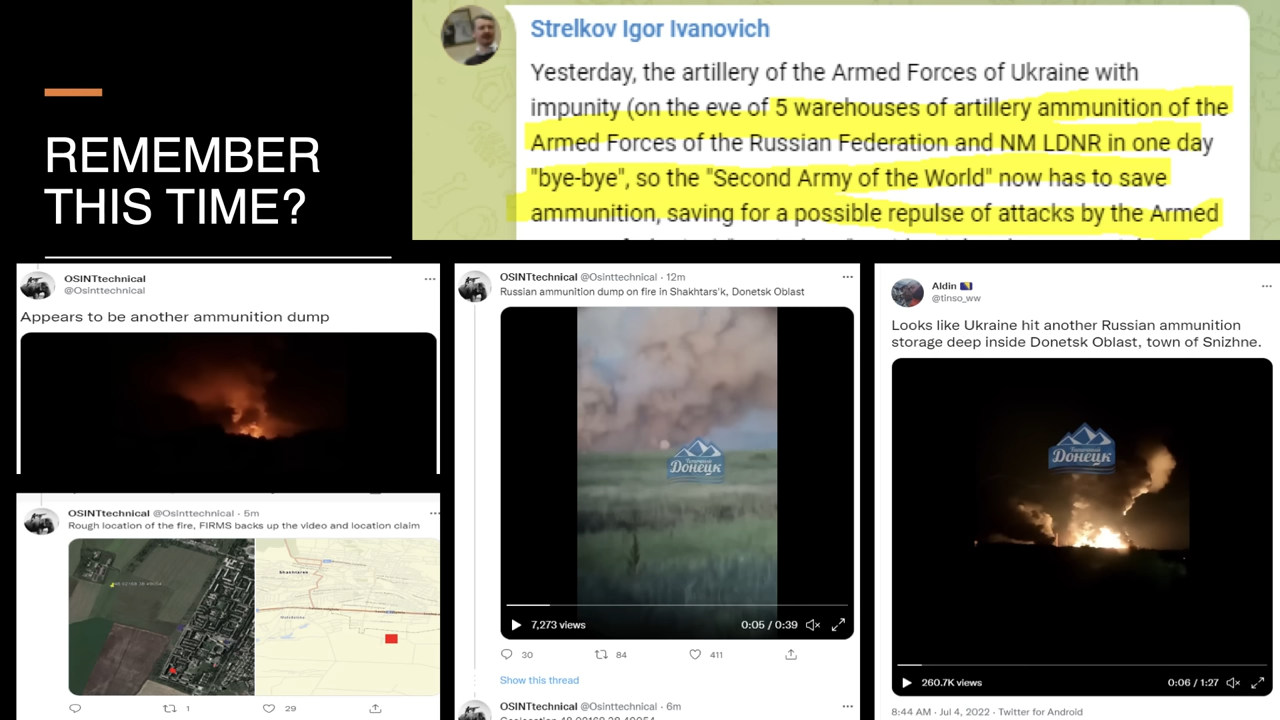 REMEMBER
THIS TIME?
Strelkov Igor Ivanovich
Yesterday, the artillery of the Armed Forces of Ukraine with
impunity (on the eve of 5 warehouses of artillery ammunition of the
Armed Forces of the Russian Federation and NM LDNR in one day
"bye-bye", so the "Second Army of the World" now has to save
ammunition, saving for a possible repulse of attacks by the Armed
OSINTtechnical
@Osinttechnical
Appears to be another ammunition dump
OSINTtechnical @Osinttechnical · 5m
Rough location of the fire, FIRMS backs up the video and location claim
1
29
OSINTtechnical @Osinttechnical · 12m
Russian ammunition dump on fire in Shakhtars'k, Donetsk Oblast
Донецк
7,273 views
0:05 / 0:39
30
84
411
Show this thread
OSINTtechnical @Osinttechnical · 6m
Aldin
@tinso_ww
Looks like Ukraine hit another Russian ammunition
storage deep inside Donetsk Oblast, town of Snizhne.
Донецк
260.7K views
0:06 / 1:27
8:44 AM · Jul 4, 2022 · Twitter for Android